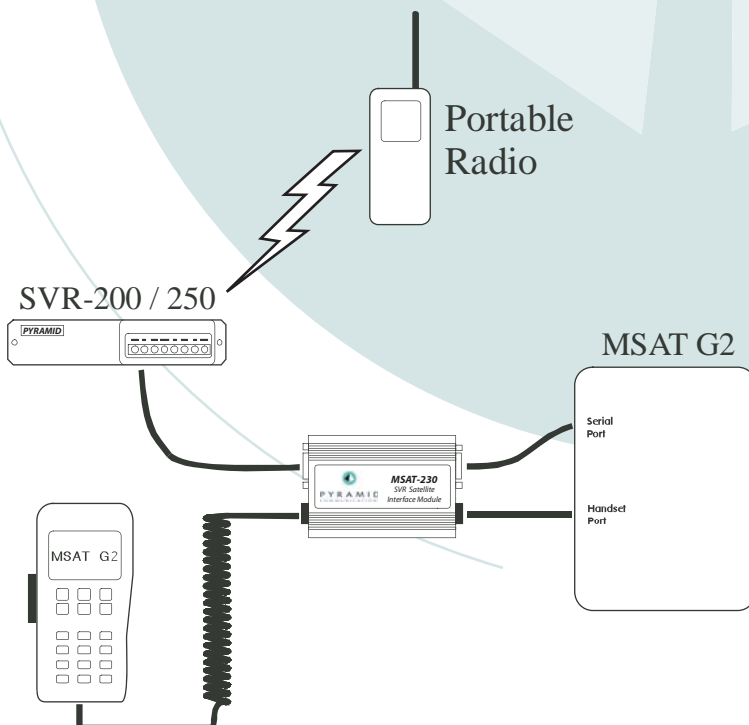 Portable
Radio
SVR-200 / 250
PYRAMID
MSAT G2
Serial
Port
MSAT-230
SVR Satellite
Interface Module
PYRAMID
COMMUNICATIONS
Handset
Port
MSAT G2